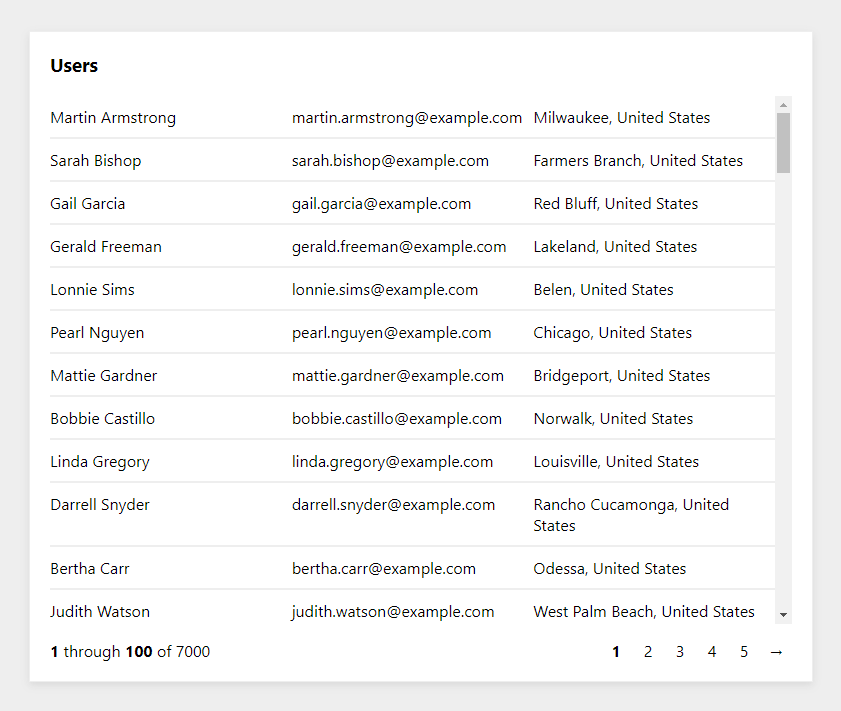 Users
Martin Armstrong martin.armstrong@example.com Milwaukee, United States
Sarah Bishop sarah.bishop@example.com Farmers Branch, United States
Gail Garcia gail.garcia@example.com Red Bluff, United States
Gerald Freeman gerald.freeman@example.com Lakeland, United States
Lonnie Sims lonnie.sims@example.com Belen, United States
Pearl Nguyen pearl.nguyen@example.com Chicago, United States
Mattie Gardner mattie.gardner@example.com Bridgeport, United States
Bobbie Castillo bobbie.castillo@example.com Norwalk, United States
Linda Gregory linda.gregory@example.com Louisville, United States
Darrell Snyder darrell.snyder@example.com Rancho Cucamonga, United
States
Bertha Carr bertha.carr@example.com Odessa, United States
Judith Watson judith.watson@example.com West Palm Beach, United States
1 through 100 of 7000 1 2 3 4 5 →